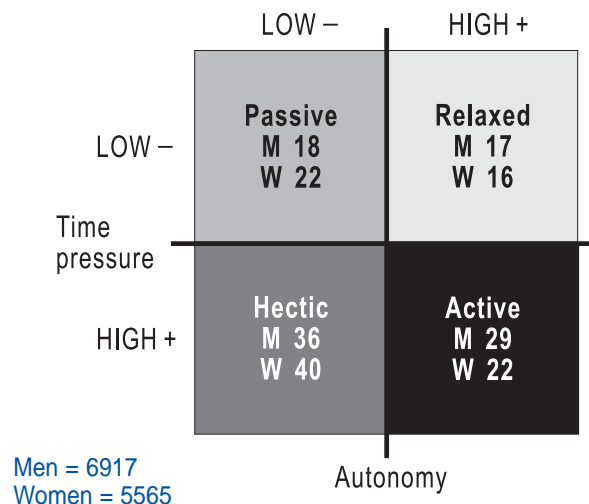 LOW – HIGH +
Passive
M 18
W 22
Relaxed
M 17
W 16
LOW –
Time
pressure
Hectic
M 36
W 40
Active
M 29
W 22
HIGH +
Autonomy
Men = 6917
Women = 5565